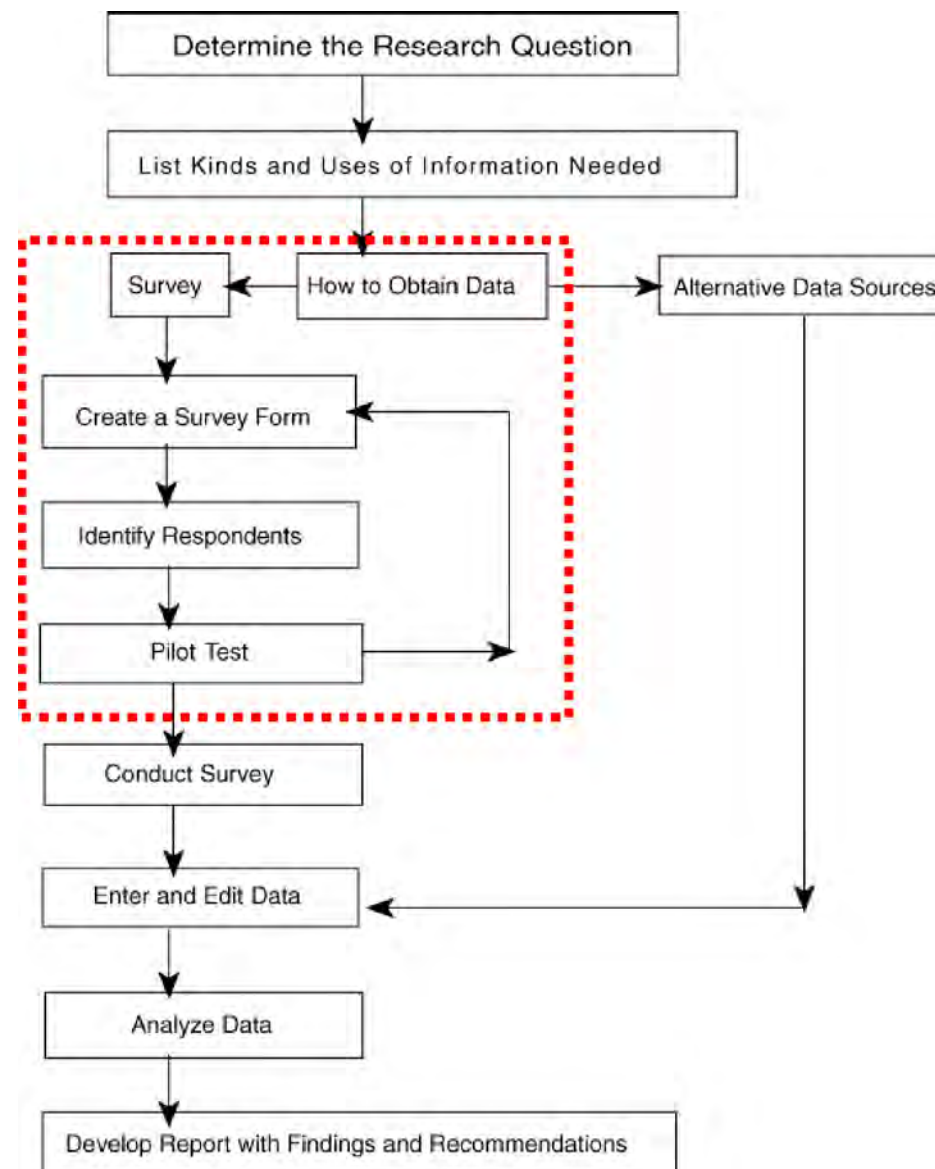 Determine the Research Question
List Kinds and Uses of Information Needed
Survey
How to Obtain Data
Alternative Data Sources
Create a Survey Form
Identify Respondents
Pilot Test
Conduct Survey
Enter and Edit Data
Analyze Data
Develop Report with Findings and Recommendations